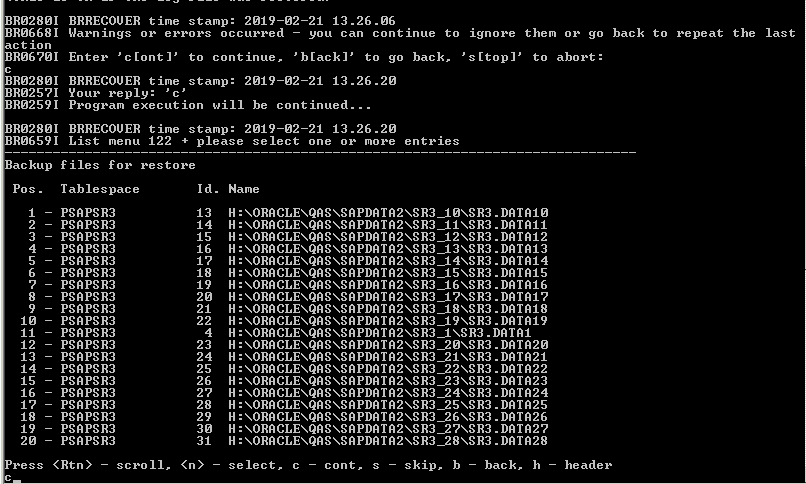 BR0280I BRRECOVER time stamp: 2019-02-21 13.26.06
BR0668I Warnings or errors occurred - you can continue to ignore them or go back to repeat the last
action
BR0670I Enter 'c[ont]' to continue, 'b[ack]' to go back, 's[top]' to abort:
c
BR0280I BRRECOVER time stamp: 2019-02-21 13.26.20
BR0257I Your reply: 'c'
BR0259I Program execution will be continued...
BR0280I BRRECOVER time stamp: 2019-02-21 13.26.20
BR0659I List menu 122 + please select one or more entries
-------------------------------------------------------------------------------
Backup files for restore
Pos. Tablespace Id. Name
1 - PSAPSR3 13 H:\ORACLE\QAS\SAPDATA2\SR3_10\SR3.DATA10
2 - PSAPSR3 14 H:\ORACLE\QAS\SAPDATA2\SR3_11\SR3.DATA11
3 - PSAPSR3 15 H:\ORACLE\QAS\SAPDATA2\SR3_12\SR3.DATA12
4 - PSAPSR3 16 H:\ORACLE\QAS\SAPDATA2\SR3_13\SR3.DATA13
5 - PSAPSR3 17 H:\ORACLE\QAS\SAPDATA2\SR3_14\SR3.DATA14
6 - PSAPSR3 18 H:\ORACLE\QAS\SAPDATA2\SR3_15\SR3.DATA15
7 - PSAPSR3 19 H:\ORACLE\QAS\SAPDATA2\SR3_16\SR3.DATA16
8 - PSAPSR3 20 H:\ORACLE\QAS\SAPDATA2\SR3_17\SR3.DATA17
9 - PSAPSR3 21 H:\ORACLE\QAS\SAPDATA2\SR3_18\SR3.DATA18
10 - PSAPSR3 22 H:\ORACLE\QAS\SAPDATA2\SR3_19\SR3.DATA19
11 - PSAPSR3 4 H:\ORACLE\QAS\SAPDATA2\SR3_1\SR3.DATA1
12 - PSAPSR3 23 H:\ORACLE\QAS\SAPDATA2\SR3_20\SR3.DATA20
13 - PSAPSR3 24 H:\ORACLE\QAS\SAPDATA2\SR3_21\SR3.DATA21
14 - PSAPSR3 25 H:\ORACLE\QAS\SAPDATA2\SR3_22\SR3.DATA22
15 - PSAPSR3 26 H:\ORACLE\QAS\SAPDATA2\SR3_23\SR3.DATA23
16 - PSAPSR3 27 H:\ORACLE\QAS\SAPDATA2\SR3_24\SR3.DATA24
17 - PSAPSR3 28 H:\ORACLE\QAS\SAPDATA2\SR3_25\SR3.DATA25
18 - PSAPSR3 29 H:\ORACLE\QAS\SAPDATA2\SR3_26\SR3.DATA26
19 - PSAPSR3 30 H:\ORACLE\QAS\SAPDATA2\SR3_27\SR3.DATA27
20 - PSAPSR3 31 H:\ORACLE\QAS\SAPDATA2\SR3_28\SR3.DATA28
Press <Rtn> - scroll, <n> - select, c - cont, s - skip, b - back, h - header
c_